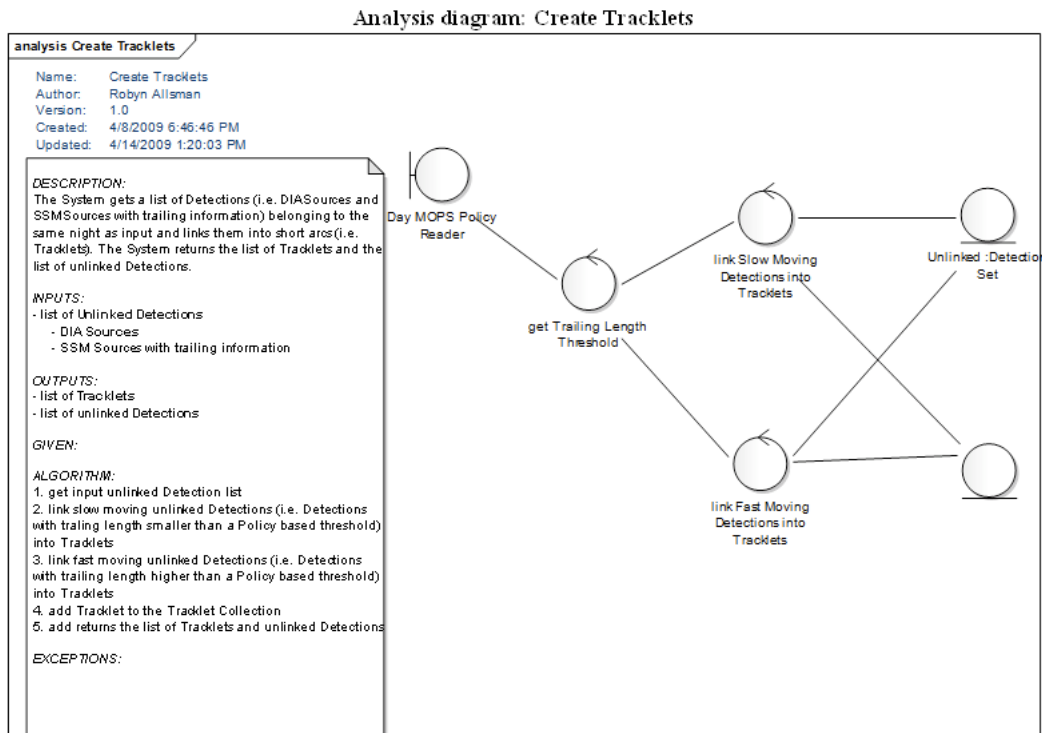 Analysis diagram: Create Tracklets
analysis Create Tracklets
Name: Create Tracklets
Author: Robyn Allsman
Version: 1.0
Created: 4/8/2009 6:46:46 PM
Updated: 4/14/2009 1:20:03 PM
DESCRIPTION:
The System gets a list of Detections (i.e. DIASources and
SSMSources with trailing information) belonging to the
same night as input and links them into short arcs (i.e.
Tracklets). The System returns the list of Tracklets and the
list of unlinked Detections.
INPUTS:
- list of Unlinked Detections
- DIA Sources
- SSM Sources with trailing information
OUTPUTS:
- list of Tracklets
- list of unlinked Detections
GIVEN:
ALGORITHM:
1. get input unlinked Detection list
2. link slow moving unlinked Detections (i.e. Detections
with traling length smaller than a Policy based threshold)
into Tracklets
3. link fast moving unlinked Detections (i.e. Detections
with trailing length higher than a Policy based threshold)
into Tracklets
4. add Tracklet to the Tracklet Collection
5. add returns the list of Tracklets and unlinked Detections
EXCEPTIONS:
Day MOPS Policy
Reader
get Trailing Length
Threshold
link Slow Moving
Detections into
Tracklets
Unlinked :Detection
Set
link Fast Moving
Detections into
Tracklets